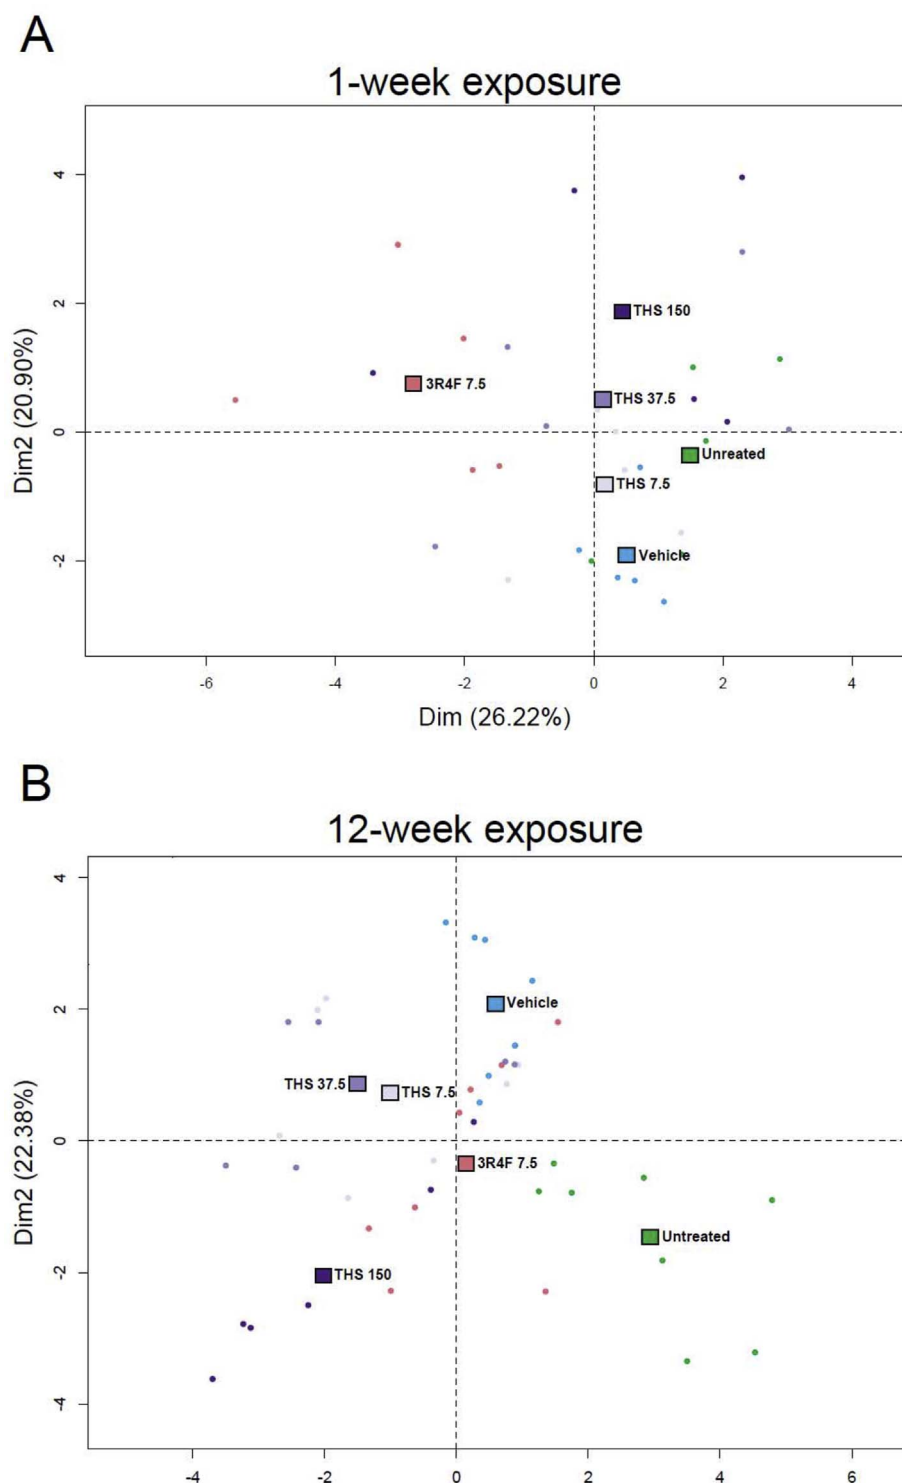 A
1-week exposure
4
2
0
-2
Dim2 (20.90%)
THS 150
3R4F 7.5
THS 37.5
Unreated
THS 7.5
Vehicle
-6 -4 -2 0 2 4
Dim (26.22%)
B
12-week exposure
4
2
0
-2
-4
Dim2 (22.38%)
Vehicle
THS 37.5
THS 7.5
3R4F 7.5
Untreated
THS 150
-4 -2 0 2 4 6